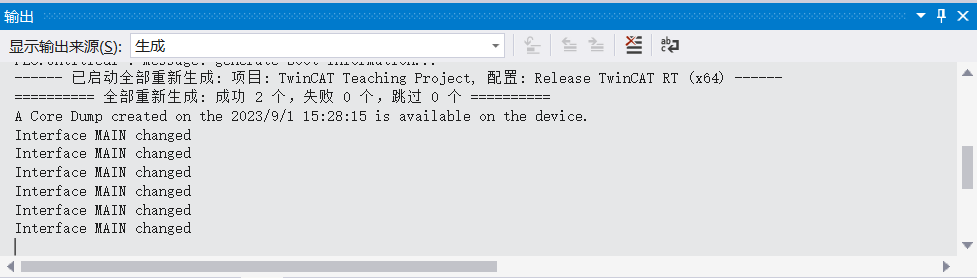 输出
显示输出来源(S): 生成
------ 已启动全部重新生成: 项目: TwinCAT Teaching Project, 配置: Release TwinCAT RT (x64) ------
========== 全部重新生成: 成功 2 个，失败 0 个，跳过 0 个 ==========
A Core Dump created on the 2023/9/1 15:28:15 is available on the device.
Interface MAIN changed
Interface MAIN changed
Interface MAIN changed
Interface MAIN changed
Interface MAIN changed
Interface MAIN changed